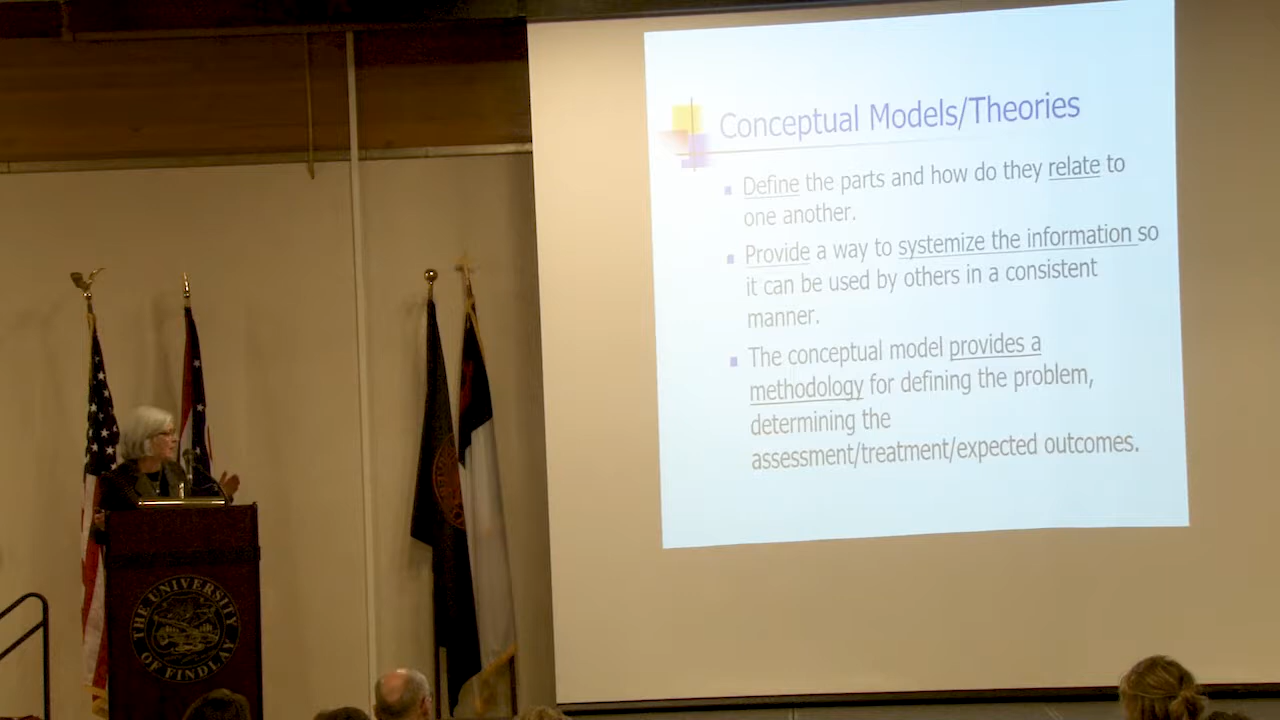 Conceptual Models/Theories
Define the parts and how do they relate to
one another.
Provide a way to systemize the information so
it can be used by others in a consistent
manner.
The conceptual model provides a
methodology for defining the problem,
determining the
assessment/treatment/expected outcomes.
THE UNIVERSITY
OF FINDLAY